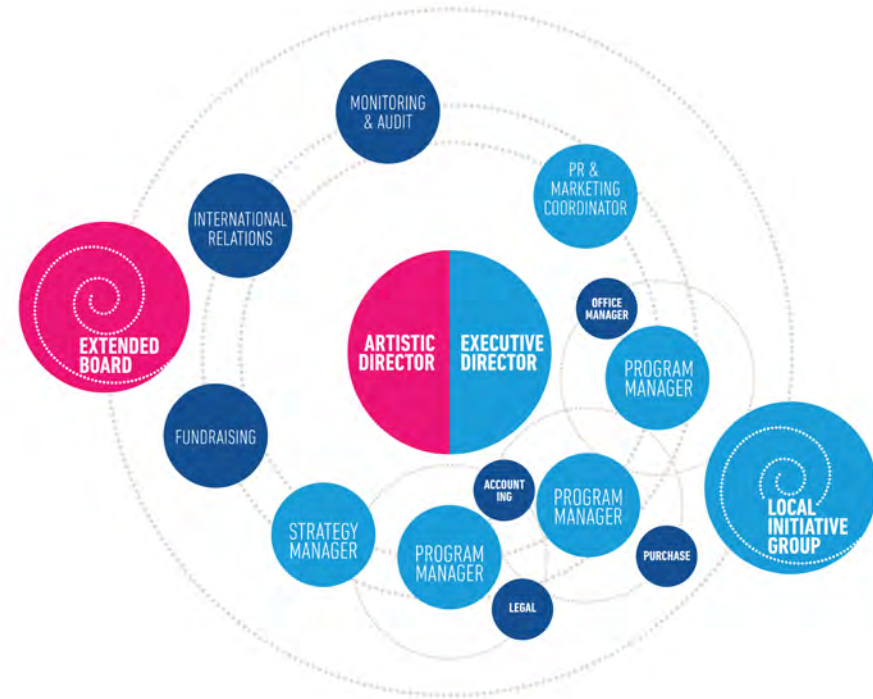 MONITORING
& AUDIT
PR &
MARKETING
COORDINATOR
INTERNATIONAL
RELATIONS
EXTENDED
BOARD
ARTISTIC
DIRECTOR
EXECUTIVE
DIRECTOR
OFFICE
MANAGER
PROGRAM
MANAGER
FUNDRAISING
ACCOUNT
ING
PROGRAM
MANAGER
LOCAL
INITIATIVE
GROUP
STRATEGY
MANAGER
PROGRAM
MANAGER
PURCHASE
LEGAL